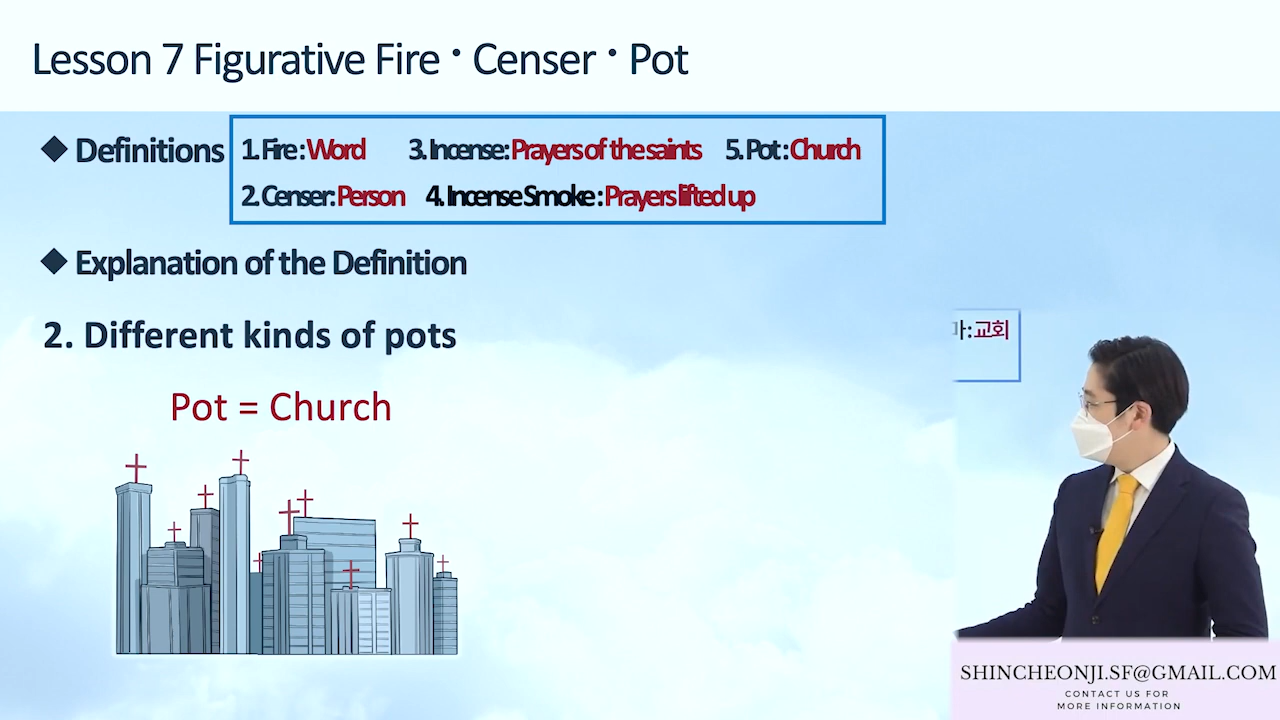 Lesson 7 Figurative Fire · Censer · Pot
◆ Definitions
1. Fire : Word 3. Incense : Prayers of the saints 5. Pot : Church
2. Censer : Person 4. Incense Smoke : Prayers lifted up
◆ Explanation of the Definition
2. Different kinds of pots
마:교회
Pot = Church
SHINCHEONJI.SF@GMAIL.COM
CONTACT US FOR
MORE INFORMATION